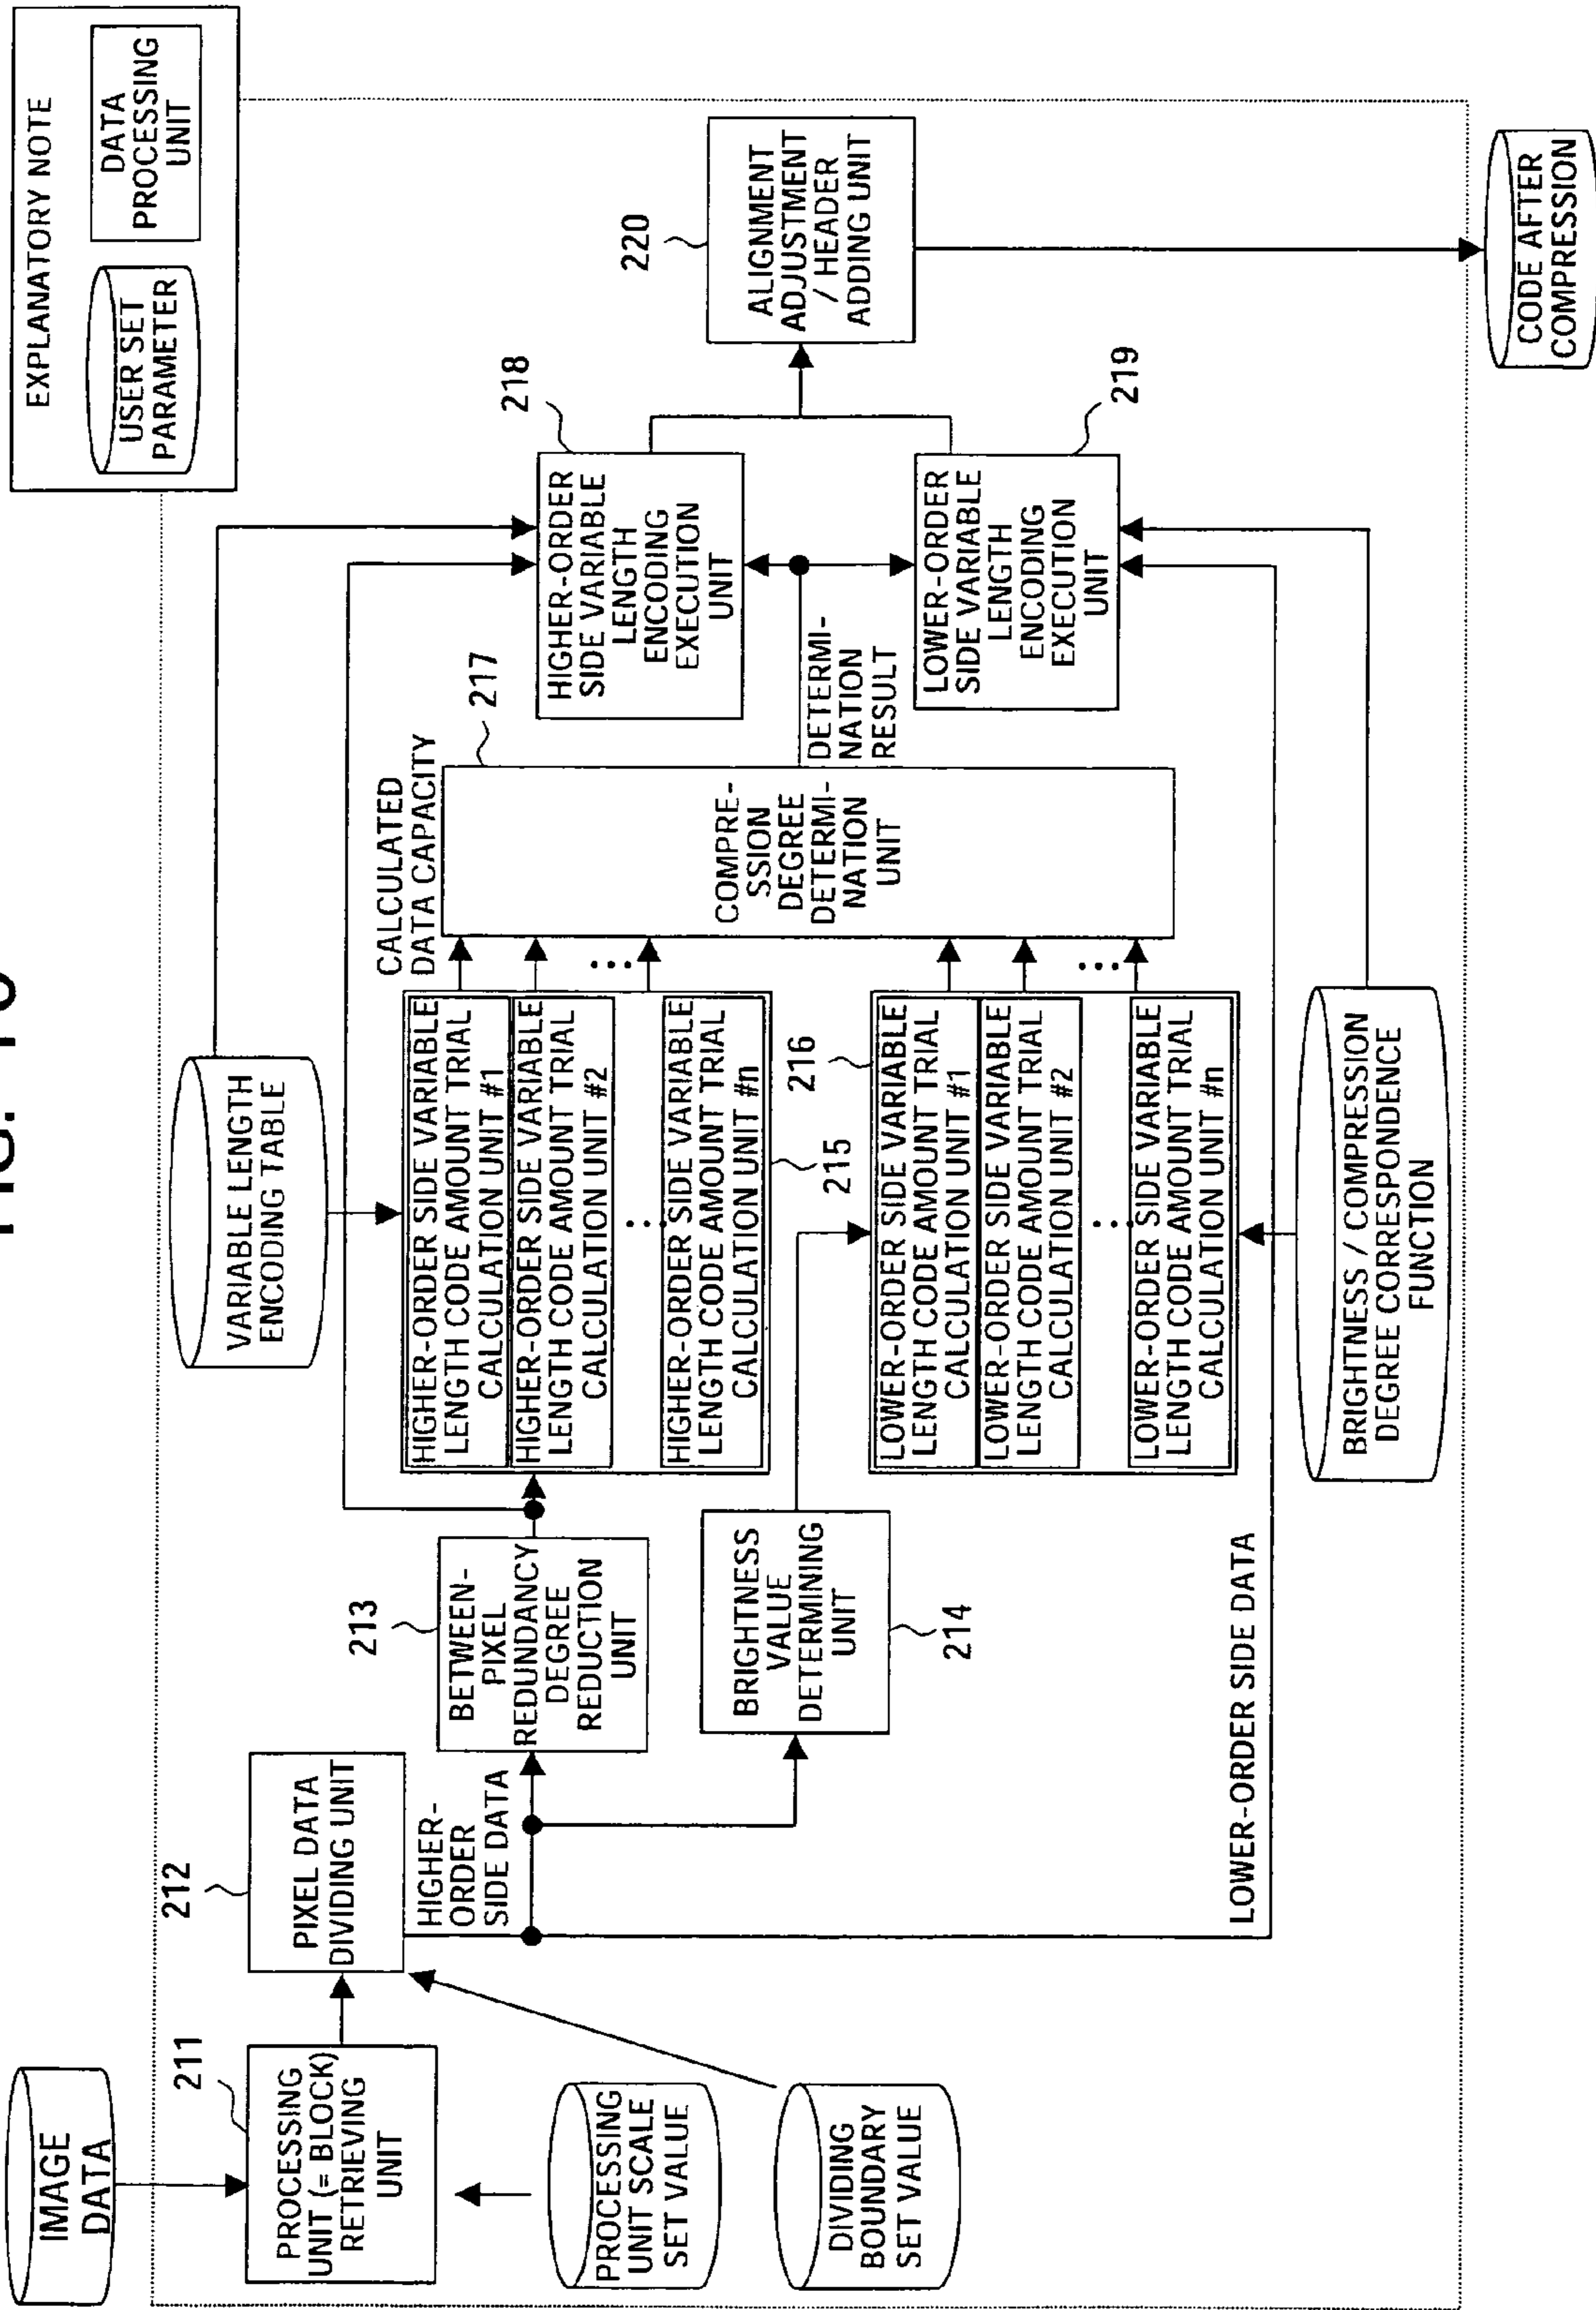 IMAGE
DATA
211
PROCESSING
UNIT (= BLOCK)
RETRIEVING
UNIT
PROCESSING
UNIT SCALE
SET VALUE
DIVIDING
BOUNDARY
SET VALUE
212
PIXEL DATA
DIVIDING UNIT
HIGHER-
ORDER
SIDE DATA
213
BETWEEN-
PIXEL
REDUNDANCY
DEGREE
REDUCTION
UNIT
BRIGHTNESS
VALUE
DETERMINING
UNIT
214
LOWER-ORDER SIDE DATA
VARIABLE LENGTH
ENCODING TABLE
HIGHER-ORDER SIDE VARIABLE
LENGTH CODE AMOUNT TRIAL
CALCULATION UNIT #1
HIGHER-ORDER SIDE VARIABLE
LENGTH CODE AMOUNT TRIAL
CALCULATION UNIT #2
...
HIGHER-ORDER SIDE VARIABLE
LENGTH CODE AMOUNT TRIAL
CALCULATION UNIT #n
215
216
LOWER-ORDER SIDE VARIABLE
LENGTH CODE AMOUNT TRIAL
CALCULATION UNIT #1
LOWER-ORDER SIDE VARIABLE
LENGTH CODE AMOUNT TRIAL
CALCULATION UNIT #2
...
LOWER-ORDER SIDE VARIABLE
LENGTH CODE AMOUNT TRIAL
CALCULATION UNIT #n
BRIGHTNESS / COMPRESSION
DEGREE CORRESPONDENCE
FUNCTION
CALCULATED
DATA CAPACITY
...
...
217
COMPRE-
SSION
DEGREE
DETERMI-
NATION
UNIT
DETERMI-
NATION
RESULT
218
HIGHER-ORDER
SIDE VARIABLE
LENGTH
ENCODING
EXECUTION
UNIT
LOWER-ORDER
SIDE VARIABLE
LENGTH
ENCODING
EXECUTION
UNIT
219
220
ALIGNMENT
ADJUSTMENT
/ HEADER
ADDING UNIT
CODE AFTER
COMPRESSION
EXPLANATORY NOTE
USER SET
PARAMETER
DATA
PROCESSING
UNIT